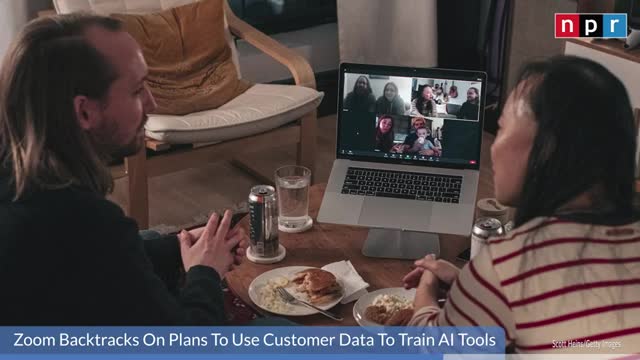 npr
Zoom Backtracks On Plans To Use Customer Data To Train AI Tools
Scott Heins/Getty Images